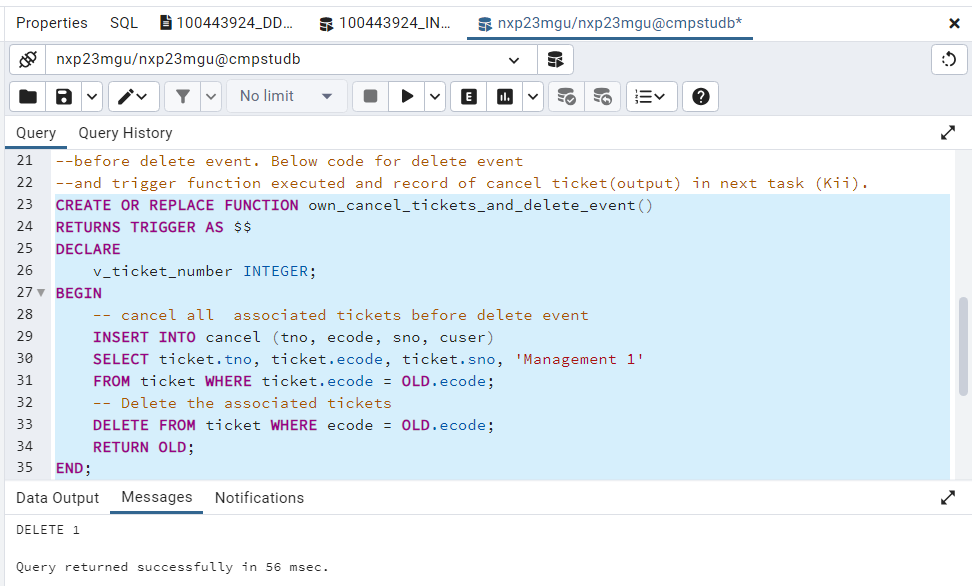 Properties SQL 100443924_DD... 100443924_IN... nxp23mgu/nxp23mgu@cmpstudb*
nxp23mgu/nxp23mgu@cmpstudb
No limit E
Query Query History
21 --before delete event. Below code for delete event
22 --and trigger function executed and record of cancel ticket(output) in next task (Kii).
23 CREATE OR REPLACE FUNCTION own_cancel_tickets_and_delete_event()
24 RETURNS TRIGGER AS $$
25 DECLARE
26 v_ticket_number INTEGER;
27 BEGIN
28 -- cancel all  associated tickets before delete event
29 INSERT INTO cancel (tno, ecode, sno, cuser)
30 SELECT ticket.tno, ticket.ecode, ticket.sno, 'Management 1'
31 FROM ticket WHERE ticket.ecode = OLD.ecode;
32 -- Delete the associated tickets
33 DELETE FROM ticket WHERE ecode = OLD.ecode;
34 RETURN OLD;
35 END;
Data Output Messages Notifications
DELETE 1
Query returned successfully in 56 msec.